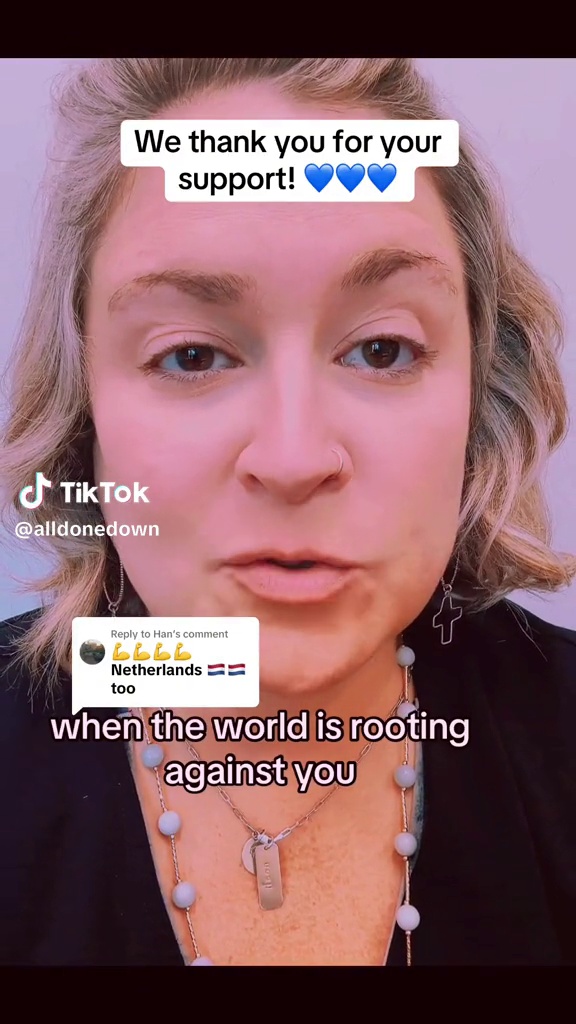 We thank you for your
support! 💙💙💙
TikTok
@alldonedown
Reply to Han's comment
💪💪💪💪
Netherlands 🇳🇱🇳🇱
too
when the world is rooting
against you